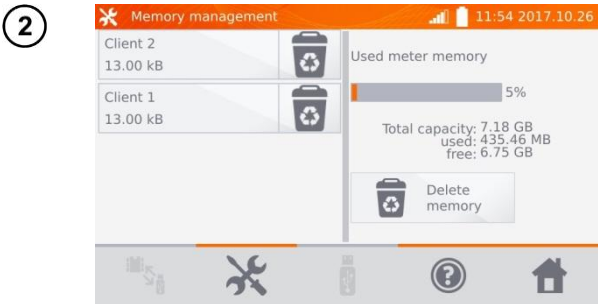 2
Memory management
11:54 2017.10.26
Client 2
13.00 kB
Client 1
13.00 kB
Used meter memory
5%
Total capacity: 7.18 GB
used: 435.46 MB
free: 6.75 GB
Delete
memory
?